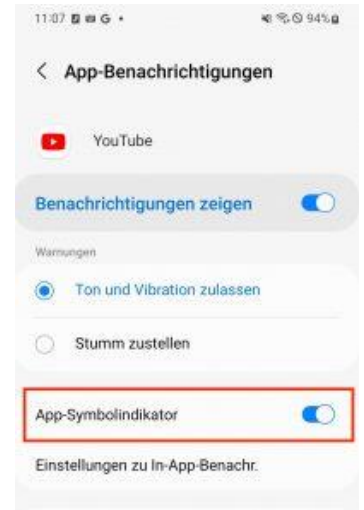 11:07 G • 94%
App-Benachrichtigungen
YouTube
Benachrichtigungen zeigen
Warnungen
Ton und Vibration zulassen
Stumm zustellen
App-Symbolindikator
Einstellungen zu In-App-Benachr.